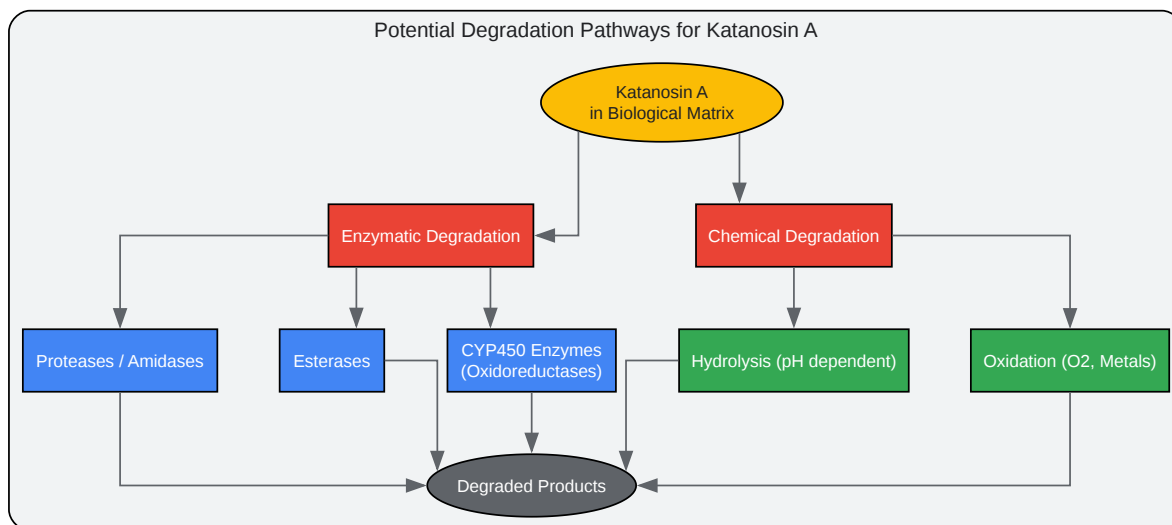 Potential Degradation Pathways for Katanosin A
Katanosin A
in Biological Matrix
Enzymatic Degradation
Chemical Degradation
Proteases / Amidases
Esterases
CYP450 Enzymes
(Oxidoreductases)
Hydrolysis (pH dependent)
Oxidation (O2, Metals)
Degraded Products